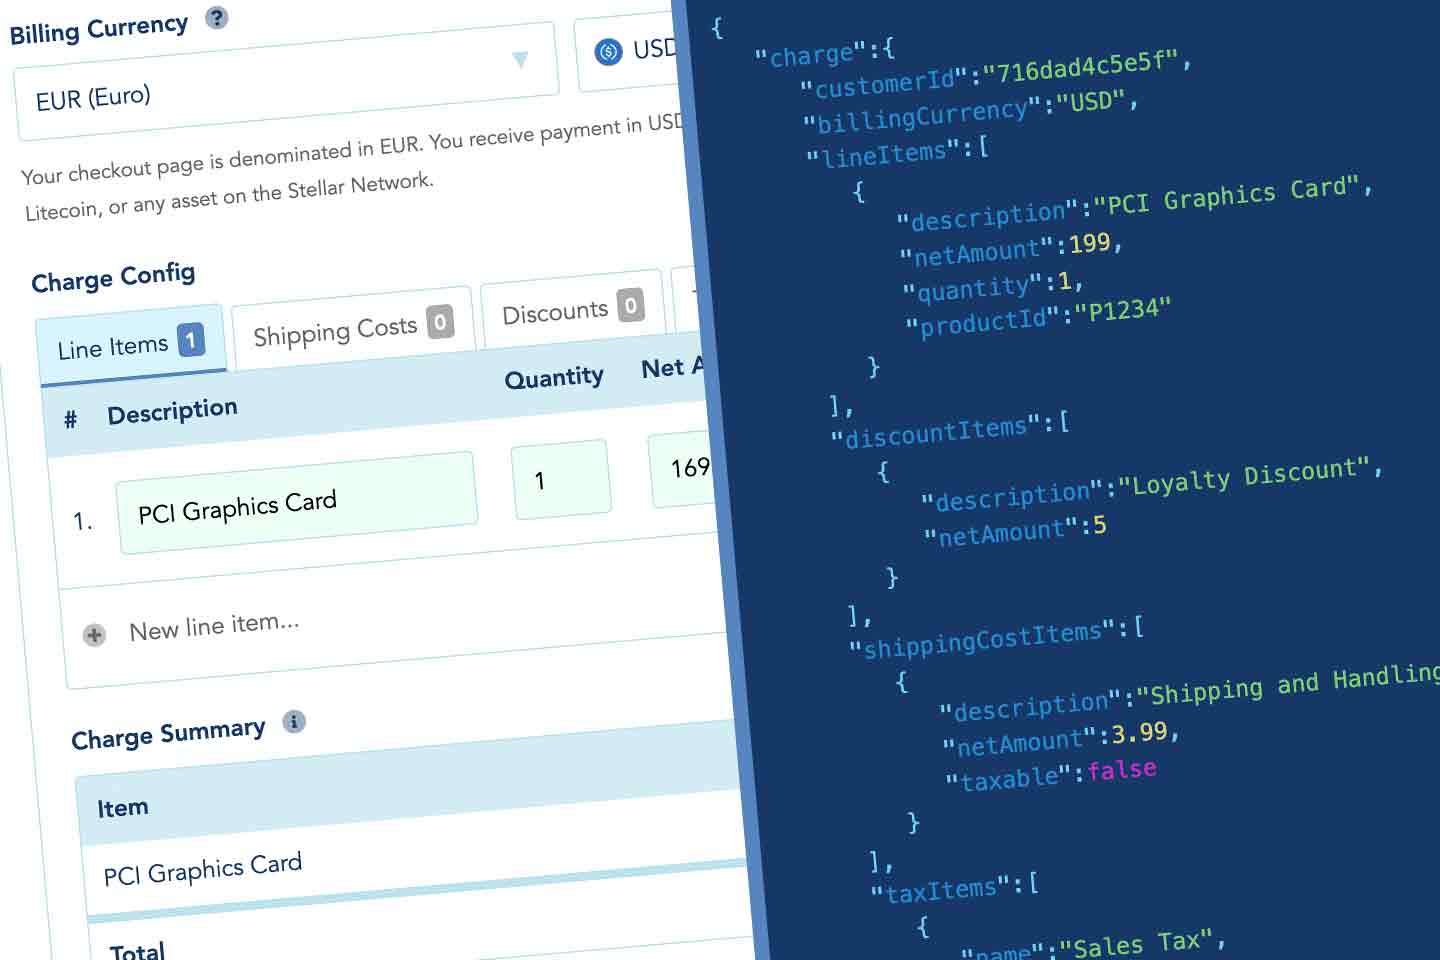 Billing Currency ?
EUR (Euro)
USD
Your checkout page is denominated in EUR. You receive payment in USD
Litecoin, or any asset on the Stellar Network.
Charge Config
Line Items 1
Shipping Costs 0
Discounts 0
# Description Quantity Net A
1. PCI Graphics Card 1 169
New line item...
Charge Summary i
Item
PCI Graphics Card
Total
{
"charge":{
"customerId":"716dad4c5e5f",
"billingCurrency":"USD",
"lineItems":[
{
"description":"PCI Graphics Card",
"netAmount":199,
"quantity":1,
"productId":"P1234"
}
],
"discountItems":[
{
"description":"Loyalty Discount",
"netAmount":5
}
],
"shippingCostItems":[
{
"description":"Shipping and Handling
"netAmount":3.99,
"taxable":false
}
],
"taxItems":[
{
"name":"Sales Tax",